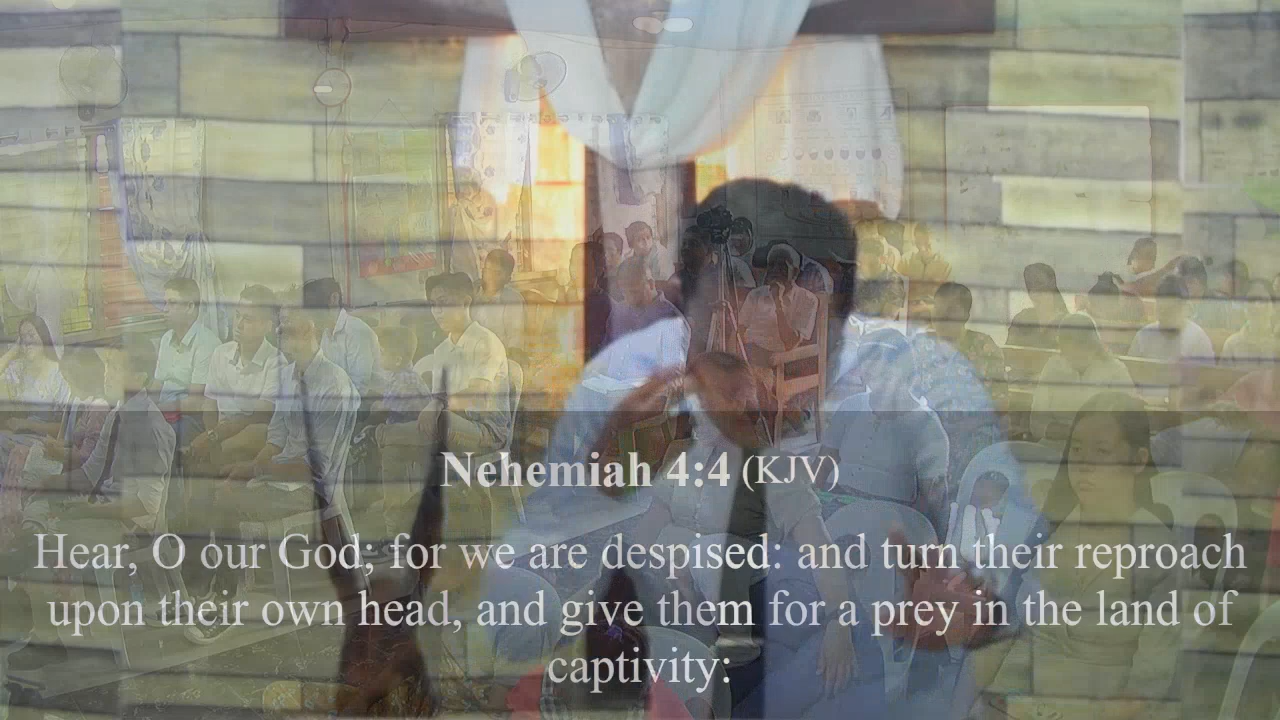 Nehemiah 4:4 (KJV)
Hear, O our God; for we are despised: and turn their reproach
upon their own head, and give them for a prey in the land of
captivity: